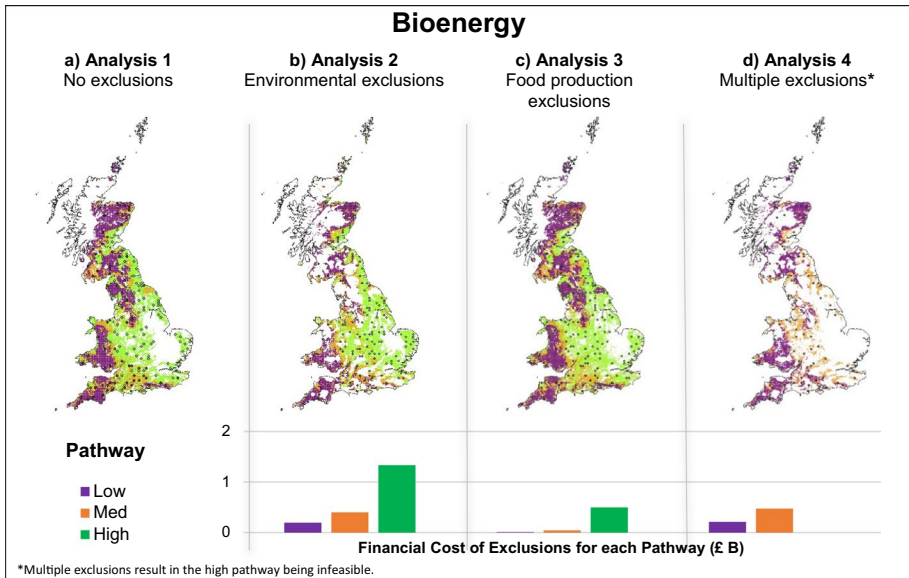 Bioenergy
a) Analysis 1
No exclusions
b) Analysis 2
Environmental exclusions
c) Analysis 3
Food production
exclusions
d) Analysis 4
Multiple exclusions*
Pathway
Low
Med
High
2
1
0
Financial Cost of Exclusions for each Pathway (£ B)
*Multiple exclusions result in the high pathway being infeasible.